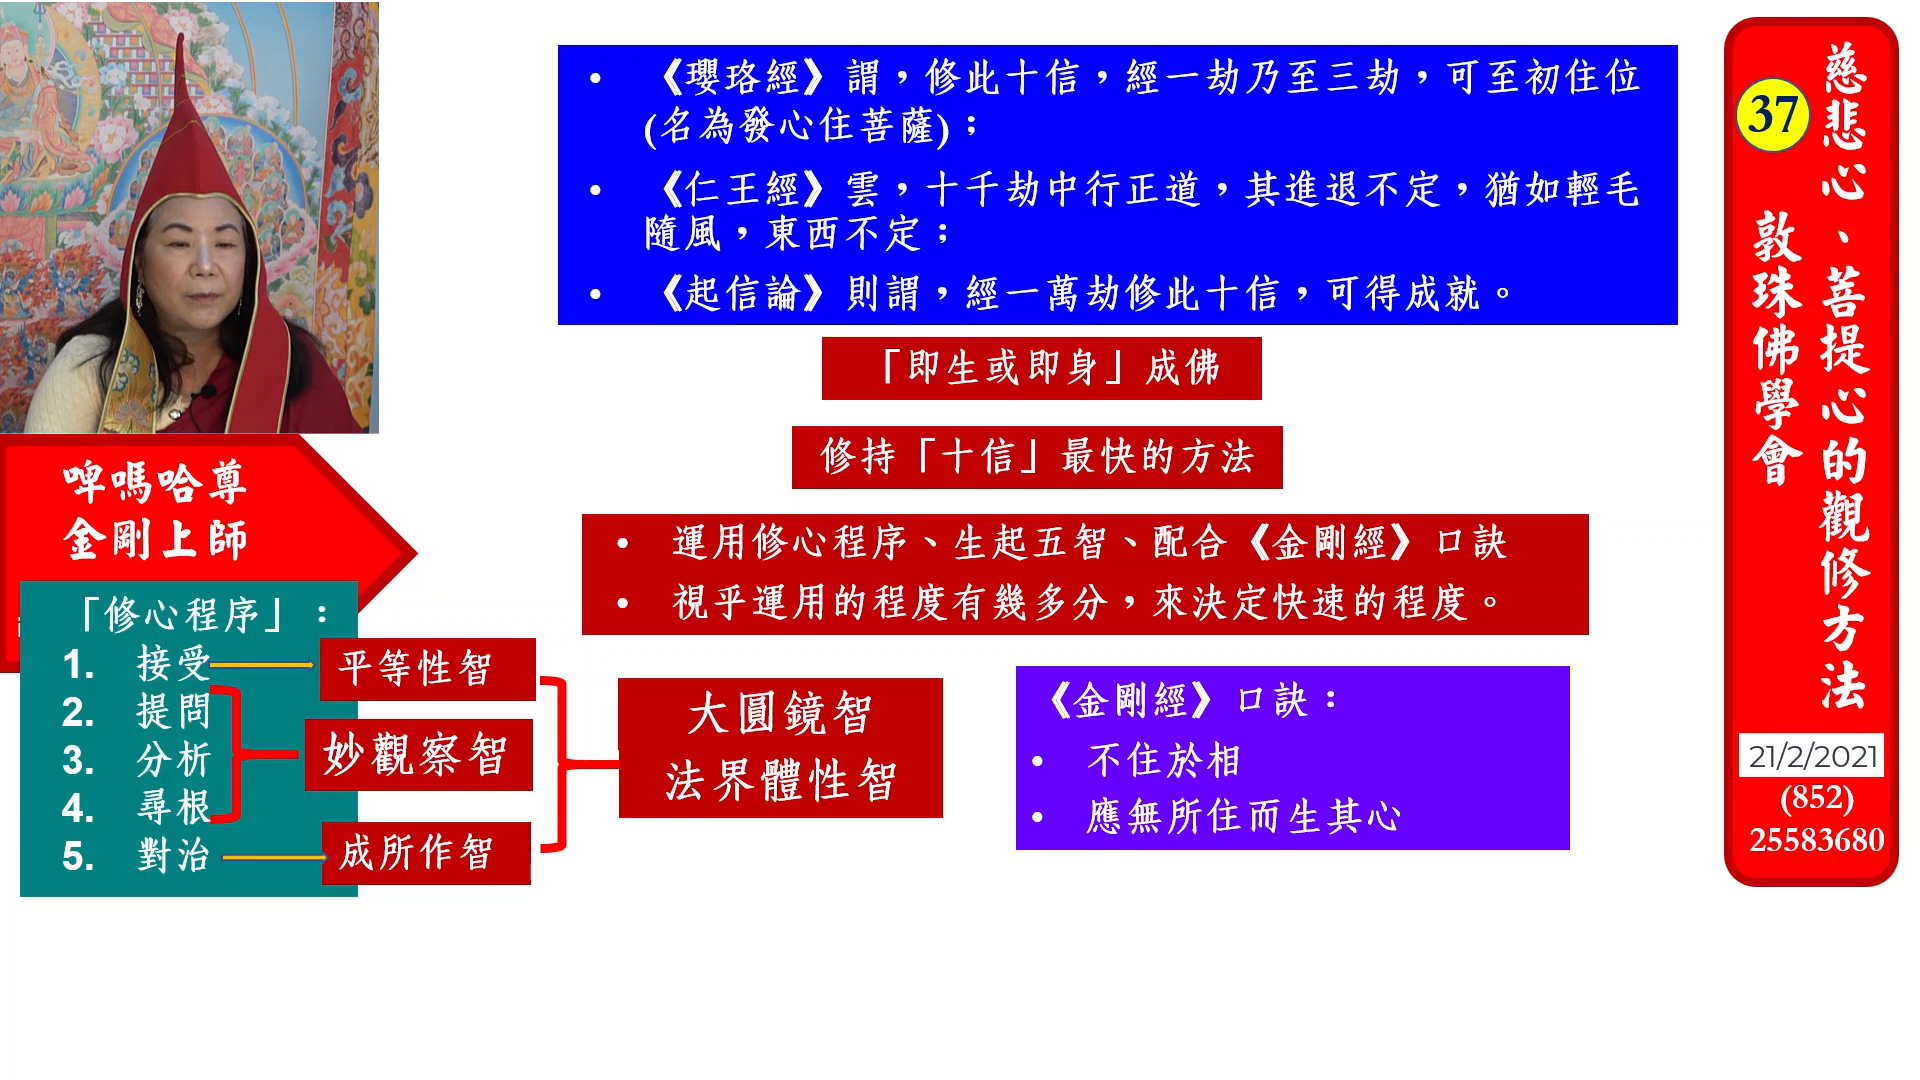 • 《瓔珞經》謂，修此十信，經一劫乃至三劫，可至初住位
(名為發心住菩薩)；
• 《仁王經》雲，十千劫中行正道，其進退不定，猶如輕毛
隨風，東西不定；
• 《起信論》則謂，經一萬劫修此十信，可得成就。
「即生或即身」成佛
修持「十信」最快的方法
• 運用修心程序、生起五智、配合《金剛經》口訣
• 視乎運用的程度有幾多分，來決定快速的程度。
啤嗎哈尊
金剛上師
「修心程序」：
1. 接受
2. 提問
3. 分析
4. 尋根
5. 對治
平等性智
妙觀察智
成所作智
大圓鏡智
法界體性智
《金剛經》口訣：
• 不住於相
• 應無所住而生其心
慈悲心、菩提心的觀修方法
37
敦珠佛學會
21/2/2021
(852)
25583680